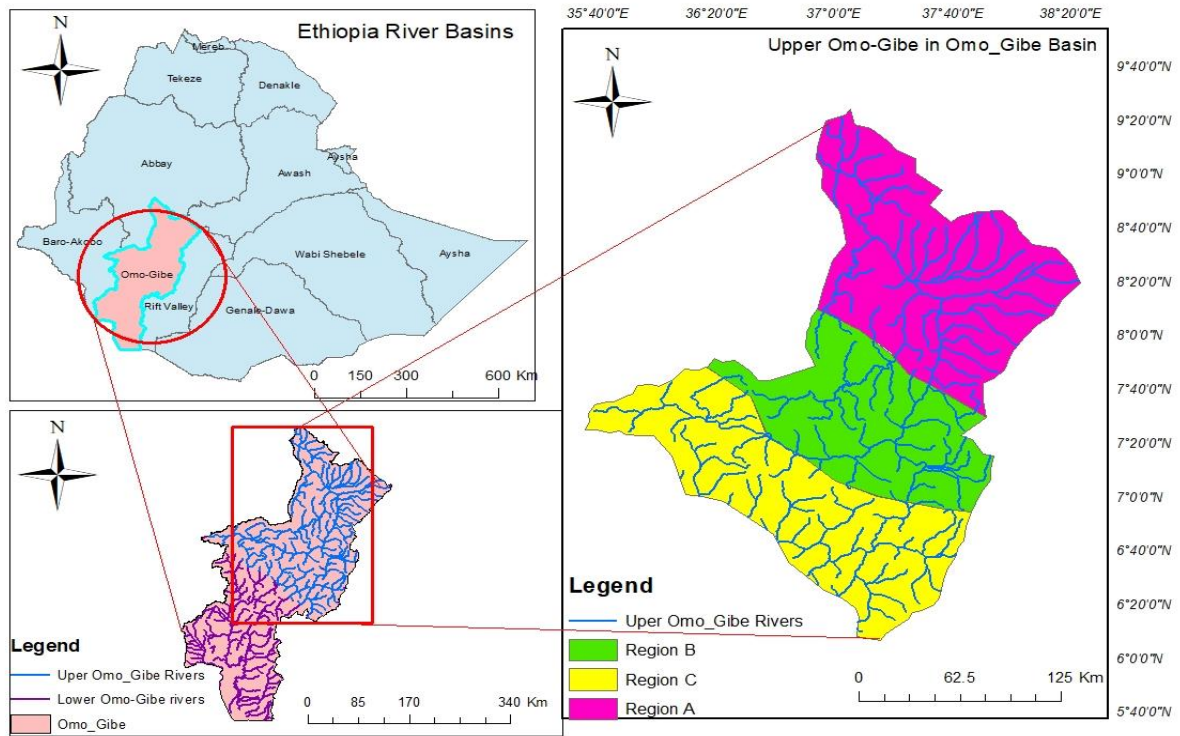 N
Ethiopia River Basins
Mereb
Tekeze
Denakle
Abbay
Aysha
Awash
Baro-Akobo
Omo-Gibe
Wabi Shebele
Aysha
Rift Valley
Genale-Dawa
0 150 300 600 Km
N
Legend
Uper Omo_Gibe Rivers
Lower Omo-Gibe rivers
Omo_Gibe
0 85 170 340 Km
35°40'0"E 36°20'0"E 37°0'0"E 37°40'0"E 38°20'0"E
Upper Omo-Gibe in Omo_Gibe Basin
N
9°40'0"N
9°20'0"N
9°0'0"N
8°40'0"N
8°20'0"N
8°0'0"N
7°40'0"N
7°20'0"N
7°0'0"N
6°40'0"N
6°20'0"N
6°0'0"N
5°40'0"N
Legend
Upper Omo_Gibe Rivers
Region B
Region C
Region A
0 62.5 125 Km